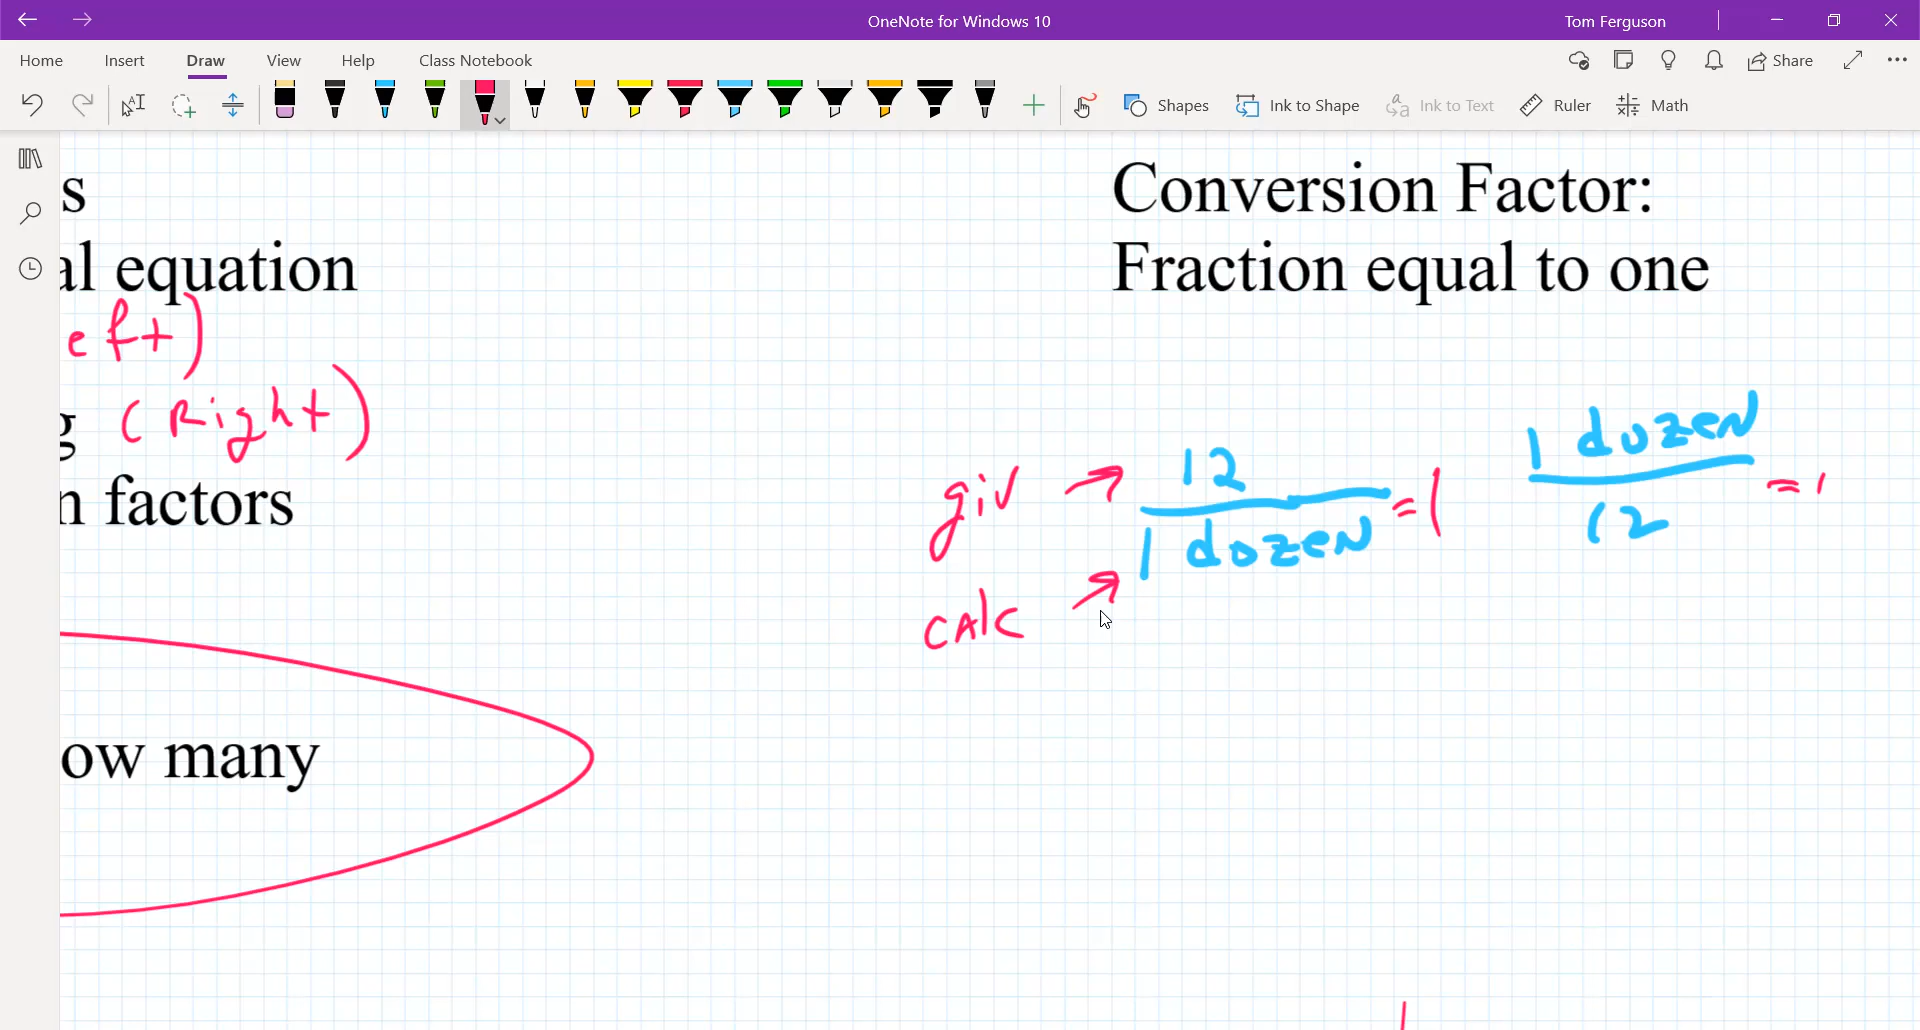 OneNote for Windows 10
Tom Ferguson
Home Insert Draw View Help Class Notebook
Share
Shapes Ink to Shape Ink to Text Ruler Math
s
al equation
eft)
g (Right)
n factors
ow many
Conversion Factor:
Fraction equal to one
giv → 12 / 1 dozen = 1
calc →
1 dozen / 12 = 1